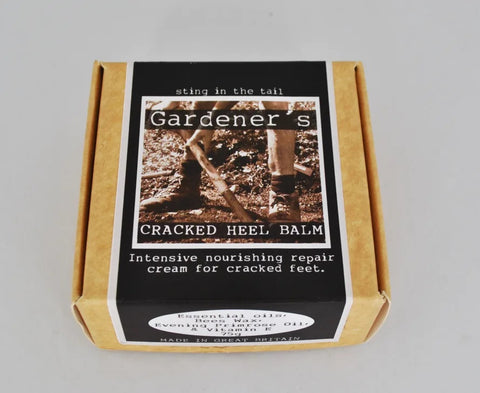 sting in the tail
Gardener's
CRACKED HEEL BALM
Intensive nourishing repair
cream for cracked feet.
Essential oils,
Bees Wax,
Evening Primrose Oil,
& Vitamin E
75g
MADE IN GREAT BRITAIN